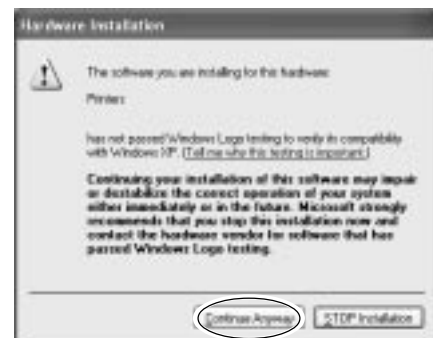 Hardware Installation
The software you are installing for this hardware:
Printers
has not passed Windows Logo testing to verify its compatibility
with Windows XP. (Tell me why this testing is important.)
Continuing your installation of this software may impair
or destabilize the correct operation of your system
either immediately or in the future. Microsoft strongly
recommends that you stop this installation now and
contact the hardware vendor for software that has
passed Windows Logo testing.
Continue Anyway
STOP Installation